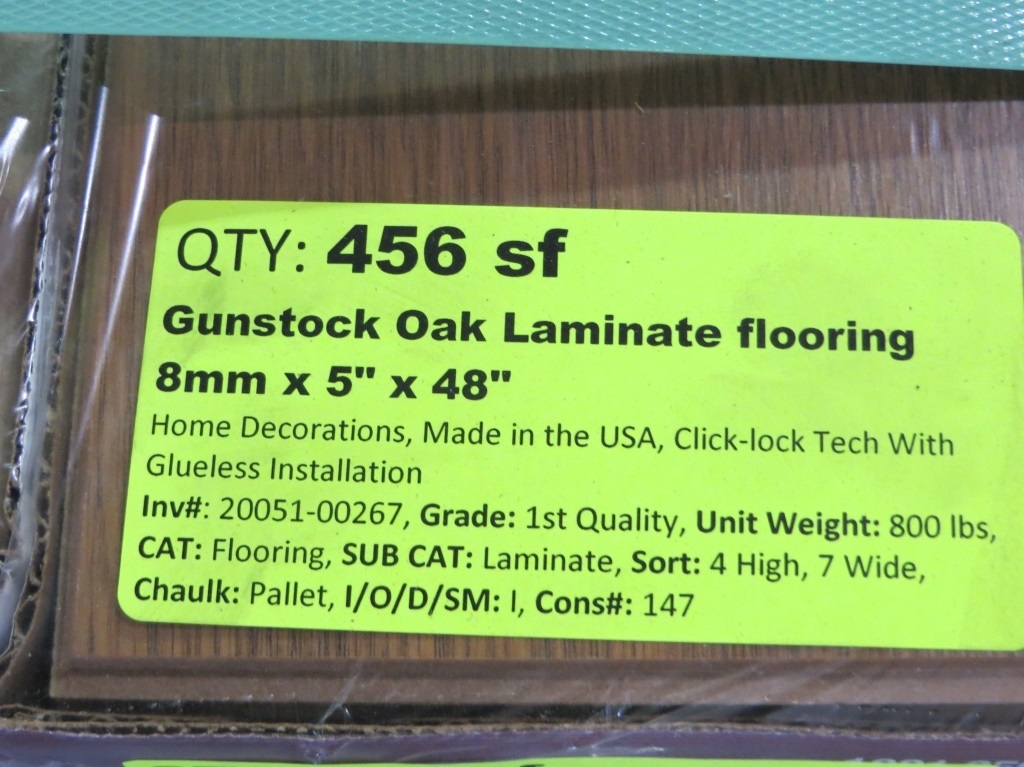 QTY: 456 sf
Gunstock Oak Laminate flooring
8mm x 5" x 48"
Home Decorations, Made in the USA, Click-lock Tech With
Glueless Installation
Inv#: 20051-00267, Grade: 1st Quality, Unit Weight: 800 lbs,
CAT: Flooring, SUB CAT: Laminate, Sort: 4 High, 7 Wide,
Chaulk: Pallet, I/O/D/SM: I, Cons#: 147